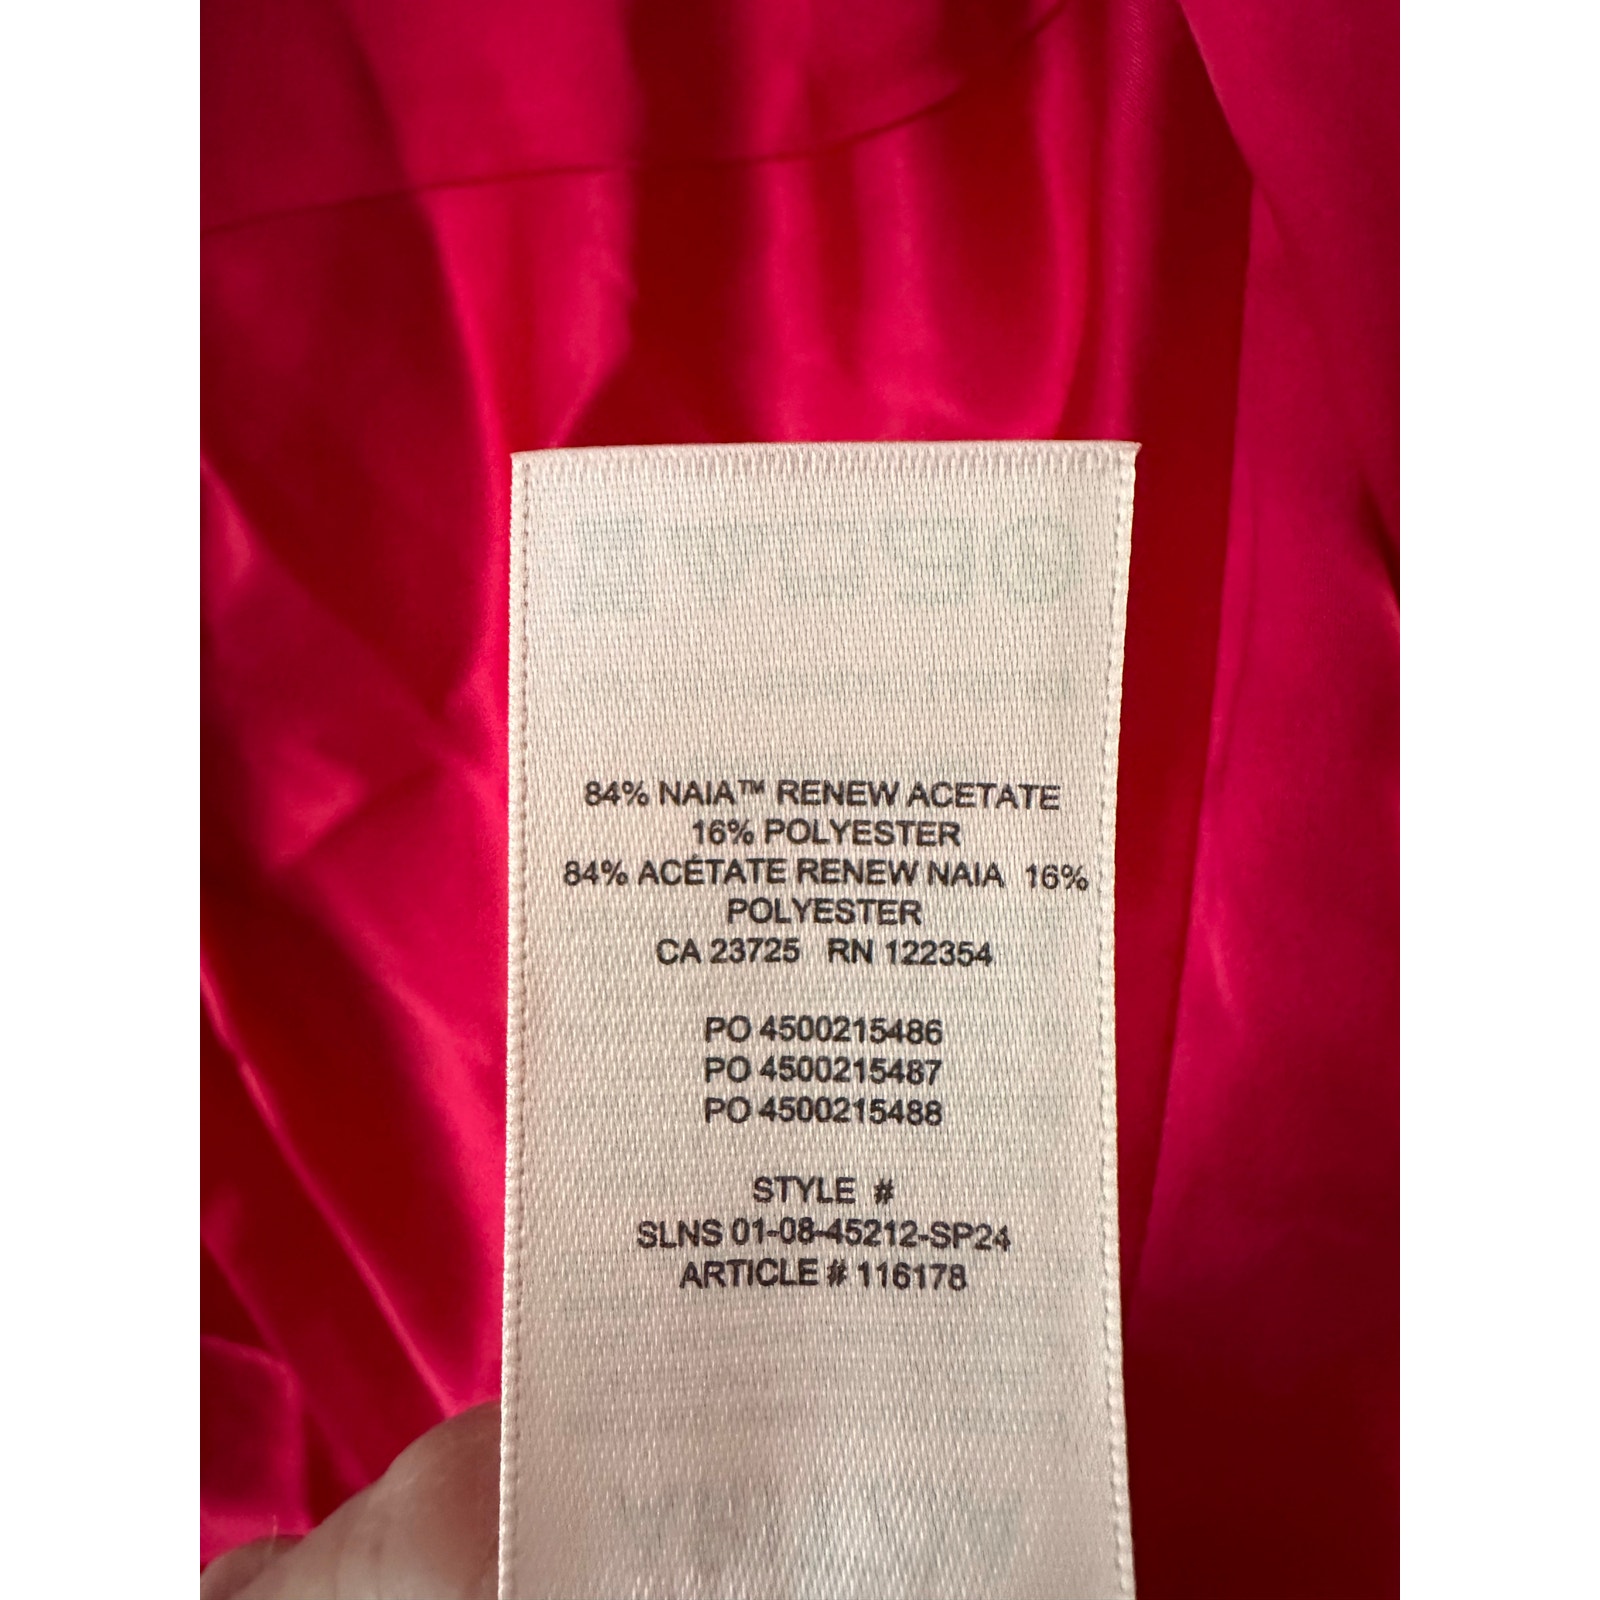 84% NAIA™ RENEW ACETATE
16% POLYESTER
84% ACÉTATE RENEW NAIA 16%
POLYESTER
CA 23725 RN 122354
PO 4500215486
PO 4500215487
PO 4500215488
STYLE #
SLNS 01-08-45212-SP24
ARTICLE # 116178